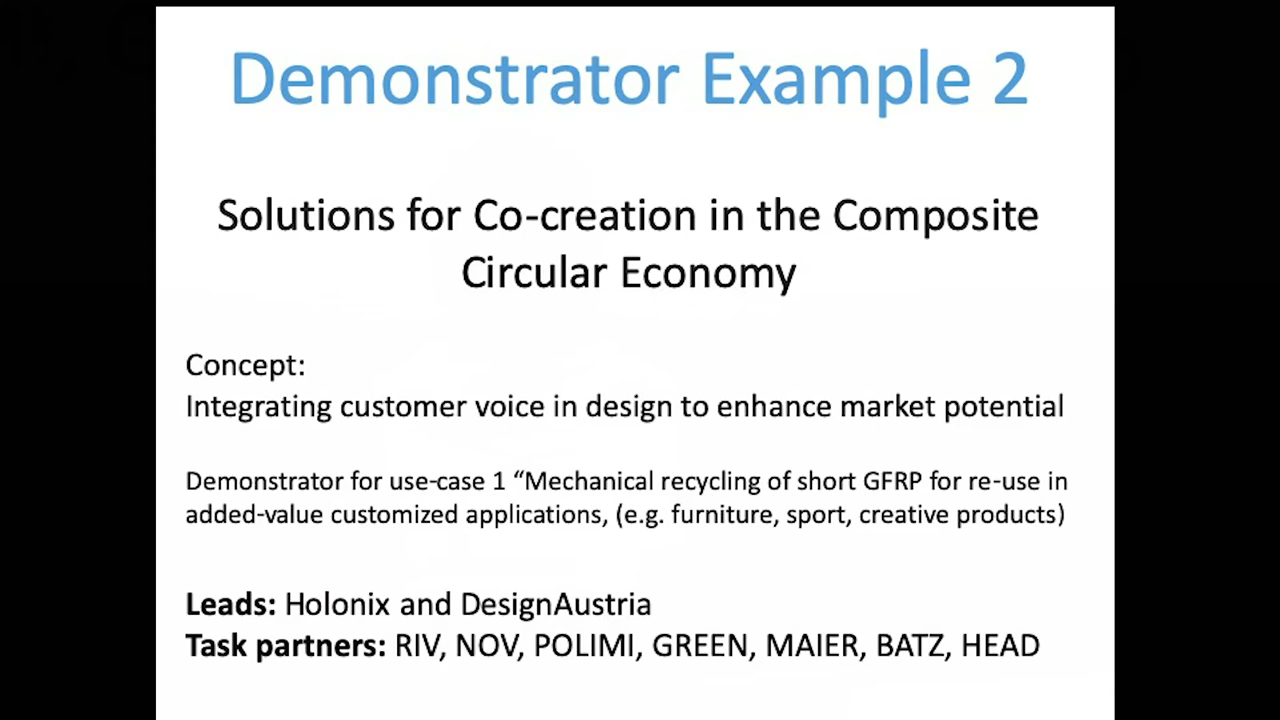 Demonstrator Example 2
Solutions for Co-creation in the Composite
Circular Economy
Concept:
Integrating customer voice in design to enhance market potential
Demonstrator for use-case 1 “Mechanical recycling of short GFRP for re-use in
added-value customized applications, (e.g. furniture, sport, creative products)
Leads: Holonix and DesignAustria
Task partners: RIV, NOV, POLIMI, GREEN, MAIER, BATZ, HEAD